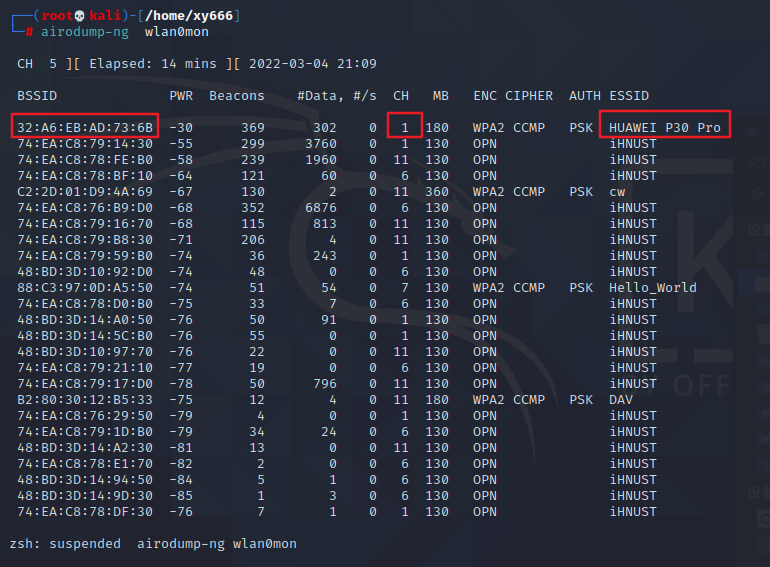 (root💀kali)-[/home/xy666]
# airodump-ng  wlan0mon
CH  5 ][ Elapsed: 14 mins ][ 2022-03-04 21:09
BSSID              PWR  Beacons    #Data, #/s  CH   MB   ENC CIPHER  AUTH ESSID
32:A6:EB:AD:73:6B  -30      369      302    0   1  180   WPA2 CCMP   PSK  HUAWEI P30 Pro
74:EA:C8:79:14:30  -55      299     3760    0   1  130   OPN              iHNUST
74:EA:C8:78:FE:B0  -58      239     1960    0  11  130   OPN              iHNUST
74:EA:C8:78:BF:10  -64      121       60    0   6  130   OPN              iHNUST
C2:2D:01:D9:4A:69  -67      130        2    0  11  360   WPA2 CCMP   PSK  cw
74:EA:C8:76:B9:D0  -68      352     6876    0   6  130   OPN              iHNUST
74:EA:C8:79:16:70  -68      115      813    0  11  130   OPN              iHNUST
74:EA:C8:79:B8:30  -71      206        4    0  11  130   OPN              iHNUST
74:EA:C8:79:59:B0  -74       36      243    0   1  130   OPN              iHNUST
48:BD:3D:10:92:D0  -74       48        0    0   6  130   OPN              iHNUST
88:C3:97:0D:A5:50  -74       51       54    0   7  130   WPA2 CCMP   PSK  Hello_World
74:EA:C8:78:D0:B0  -75       33        7    0   6  130   OPN              iHNUST
48:BD:3D:14:A0:50  -76       50       91    0   1  130   OPN              iHNUST
48:BD:3D:14:5C:B0  -76       55        0    0   1  130   OPN              iHNUST
48:BD:3D:10:97:70  -76       22        0    0  11  130   OPN              iHNUST
74:EA:C8:79:21:10  -77       19        0    0   6  130   OPN              iHNUST
74:EA:C8:79:17:D0  -78       50      796    0  11  130   OPN              iHNUST
B2:80:30:12:B5:33  -75       12        4    0  11  180   WPA2 CCMP   PSK  DAV
74:EA:C8:76:29:50  -79        4        0    0   1  130   OPN              iHNUST
74:EA:C8:79:1D:B0  -79       34       24    0   6  130   OPN              iHNUST
48:BD:3D:14:A2:30  -81       13        0    0  11  130   OPN              iHNUST
74:EA:C8:78:E1:70  -82        2        0    0   6  130   OPN              iHNUST
48:BD:3D:14:94:50  -84        5        1    0   6  130   OPN              iHNUST
48:BD:3D:14:9D:30  -85        1        3    0   6  130   OPN              iHNUST
74:EA:C8:78:DF:30  -76        7        1    0   1  130   OPN              iHNUST
zsh: suspended  airodump-ng wlan0mon